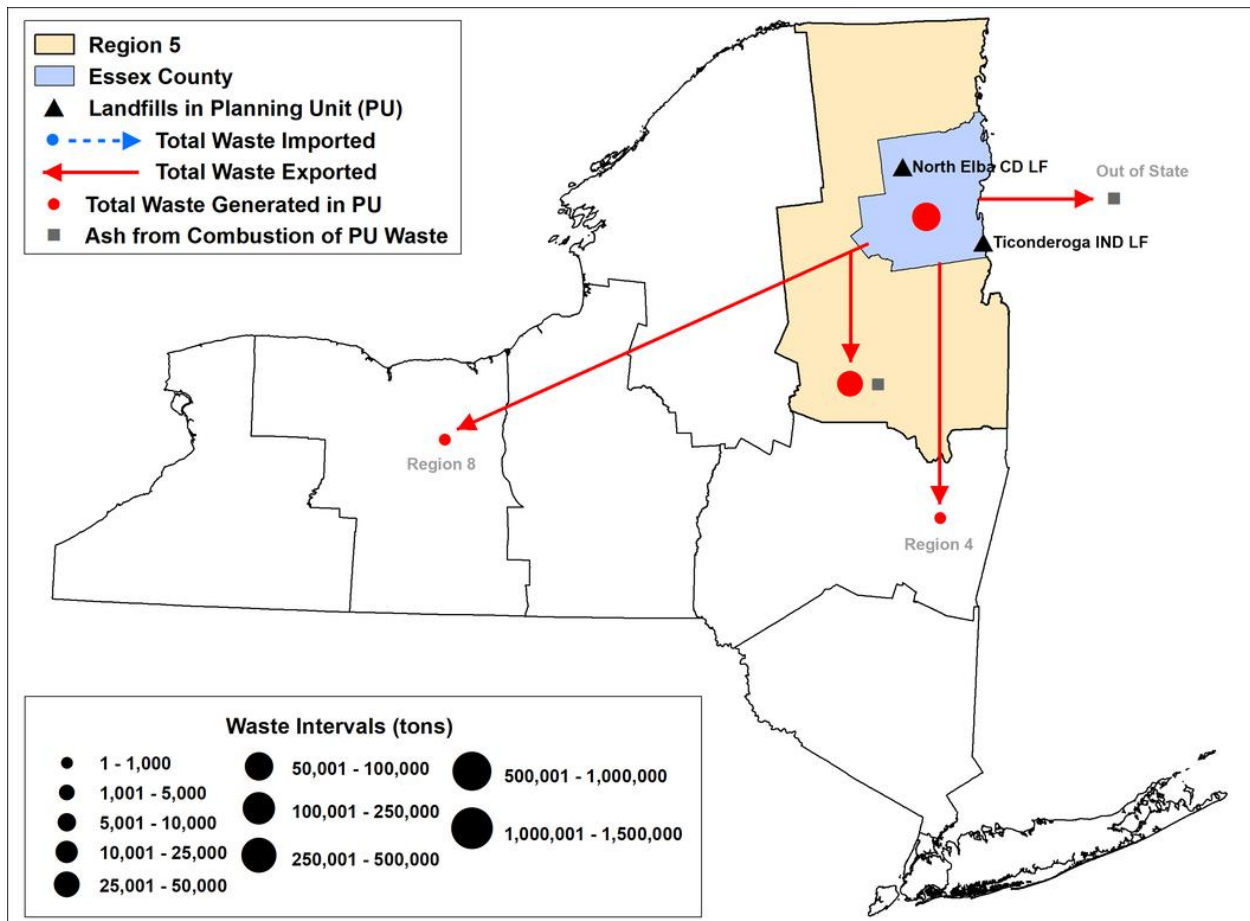 Region 5
Essex County
Landfills in Planning Unit (PU)
Total Waste Imported
Total Waste Exported
Total Waste Generated in PU
Ash from Combustion of PU Waste
North Elba CD LF
Out of State
Ticonderoga IND LF
Region 8
Region 4
Waste Intervals (tons)
1 - 1,000
1,001 - 5,000
5,001 - 10,000
10,001 - 25,000
25,001 - 50,000
50,001 - 100,000
100,001 - 250,000
250,001 - 500,000
500,001 - 1,000,000
1,000,001 - 1,500,000